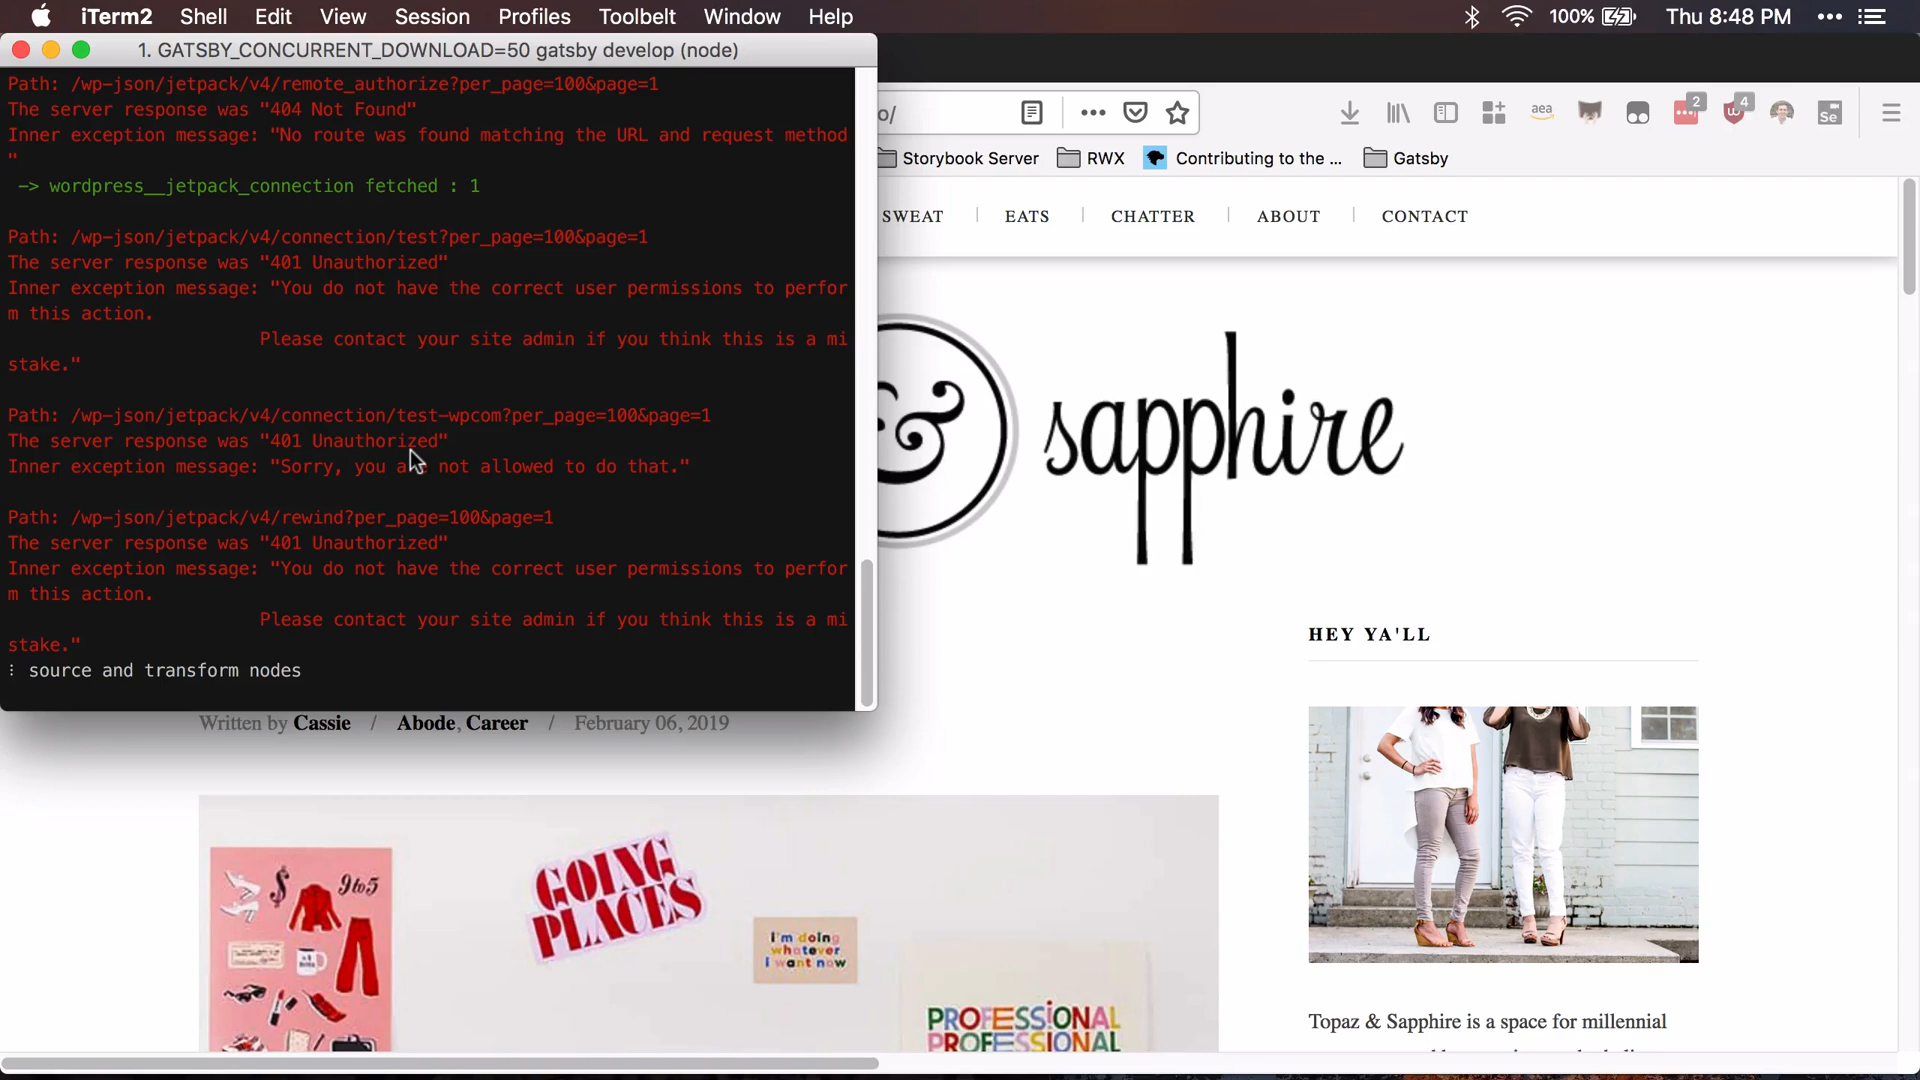 iTerm2 Shell Edit View Session Profiles Toolbelt Window Help 100% Thu 8:48 PM
1. GATSBY_CONCURRENT_DOWNLOAD=50 gatsby develop (node)
Path: /wp-json/jetpack/v4/remote_authorize?per_page=100&page=1
The server response was "404 Not Found"
Inner exception message: "No route was found matching the URL and request method
"
-> wordpress__jetpack_connection fetched : 1
Path: /wp-json/jetpack/v4/connection/test?per_page=100&page=1
The server response was "401 Unauthorized"
Inner exception message: "You do not have the correct user permissions to perfor
m this action.
Please contact your site admin if you think this is a mi
stake."
Path: /wp-json/jetpack/v4/connection/test-wpcom?per_page=100&page=1
The server response was "401 Unauthorized"
Inner exception message: "Sorry, you are not allowed to do that."
Path: /wp-json/jetpack/v4/rewind?per_page=100&page=1
The server response was "401 Unauthorized"
Inner exception message: "You do not have the correct user permissions to perfor
m this action.
Please contact your site admin if you think this is a mi
stake."
⋮ source and transform nodes
o/
aea 2 4 Se
Storybook Server RWX Contributing to the ... Gatsby
SWEAT EATS CHATTER ABOUT CONTACT
& sapphire
HEY YA'LL
Written by Cassie / Abode, Career / February 06, 2019
$ 9to5
GOING
PLACES
i'm doing
whatever
i want now
PROFESSIONAL
PROFESSIONAL
Topaz & Sapphire is a space for millennial